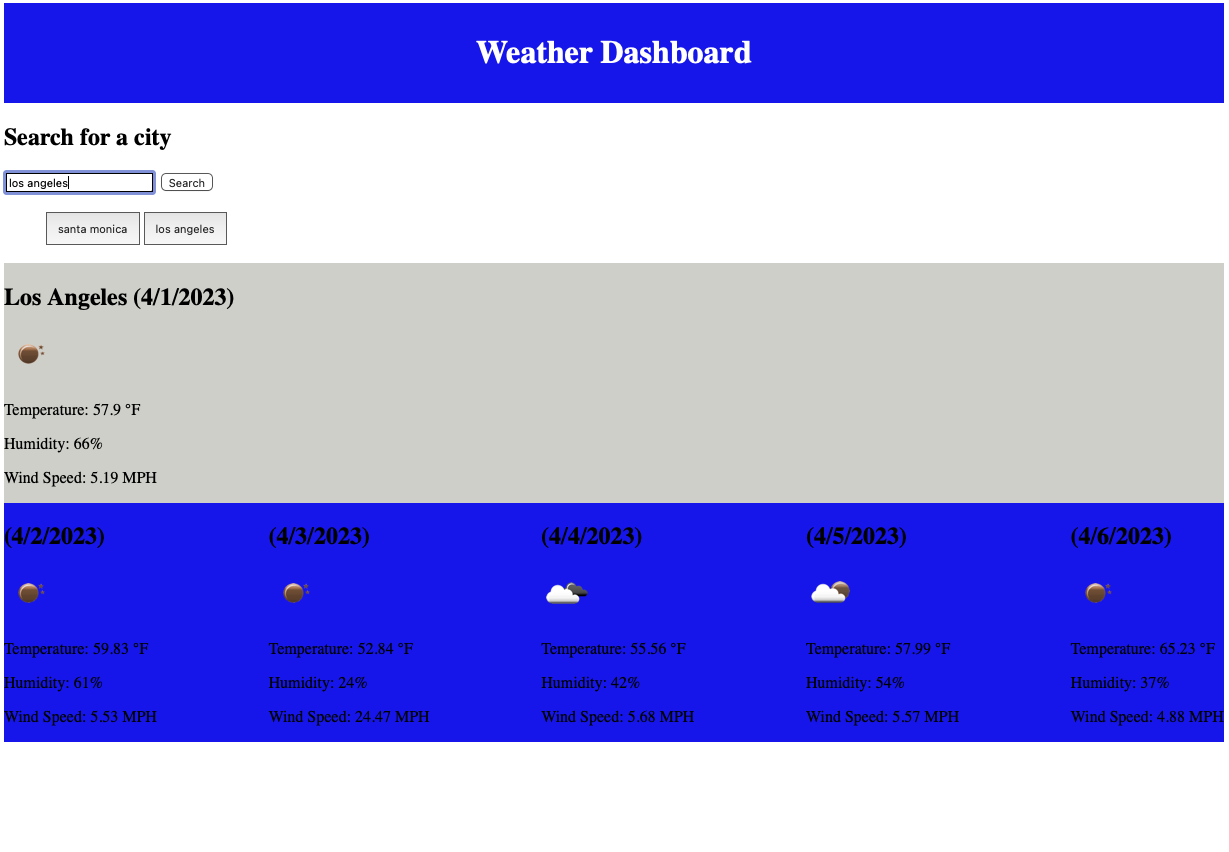 Weather Dashboard
Search for a city
los angeles Search
santa monica los angeles
Los Angeles (4/1/2023)
Temperature: 57.9 °F
Humidity: 66%
Wind Speed: 5.19 MPH
(4/2/2023) (4/3/2023) (4/4/2023) (4/5/2023) (4/6/2023)
Temperature: 59.83 °F Temperature: 52.84 °F Temperature: 55.56 °F Temperature: 57.99 °F Temperature: 65.23 °F
Humidity: 61% Humidity: 24% Humidity: 42% Humidity: 54% Humidity: 37%
Wind Speed: 5.53 MPH Wind Speed: 24.47 MPH Wind Speed: 5.68 MPH Wind Speed: 5.57 MPH Wind Speed: 4.88 MPH